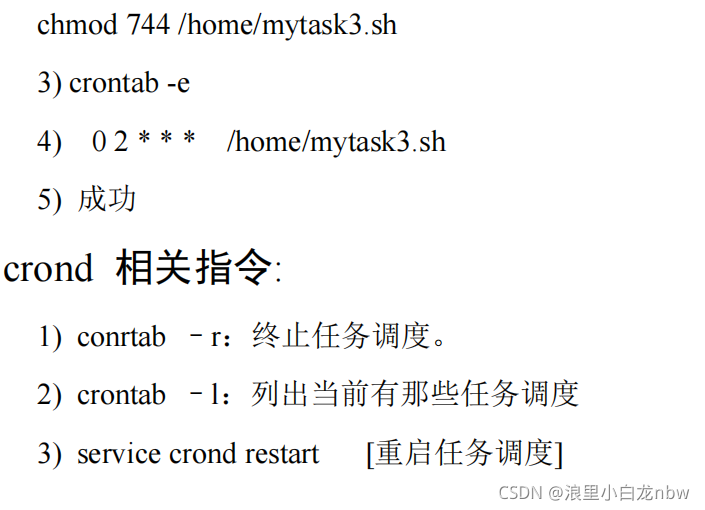 chmod 744 /home/mytask3.sh
3) crontab -e
4) 0 2 * * * /home/mytask3.sh
5) 成功
crond 相关指令:
1) conrtab –r：终止任务调度。
2) crontab –l：列出当前有那些任务调度
3) service crond restart [重启任务调度]
CSDN @浪里小白龙nbw